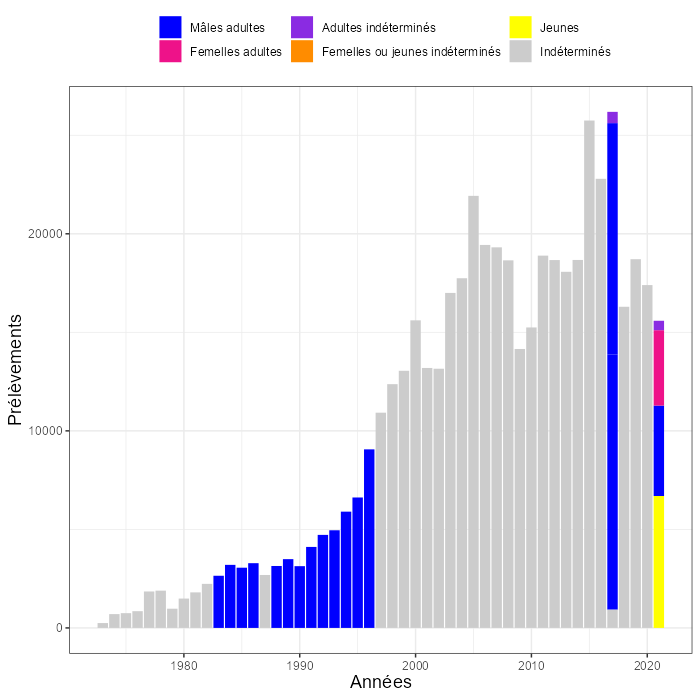 Mâles adultes Adultes indéterminés Jeunes
Femelles adultes Femelles ou jeunes indéterminés Indéterminés
20000
10000
0
Prélèvements
1980 1990 2000 2010 2020
Années